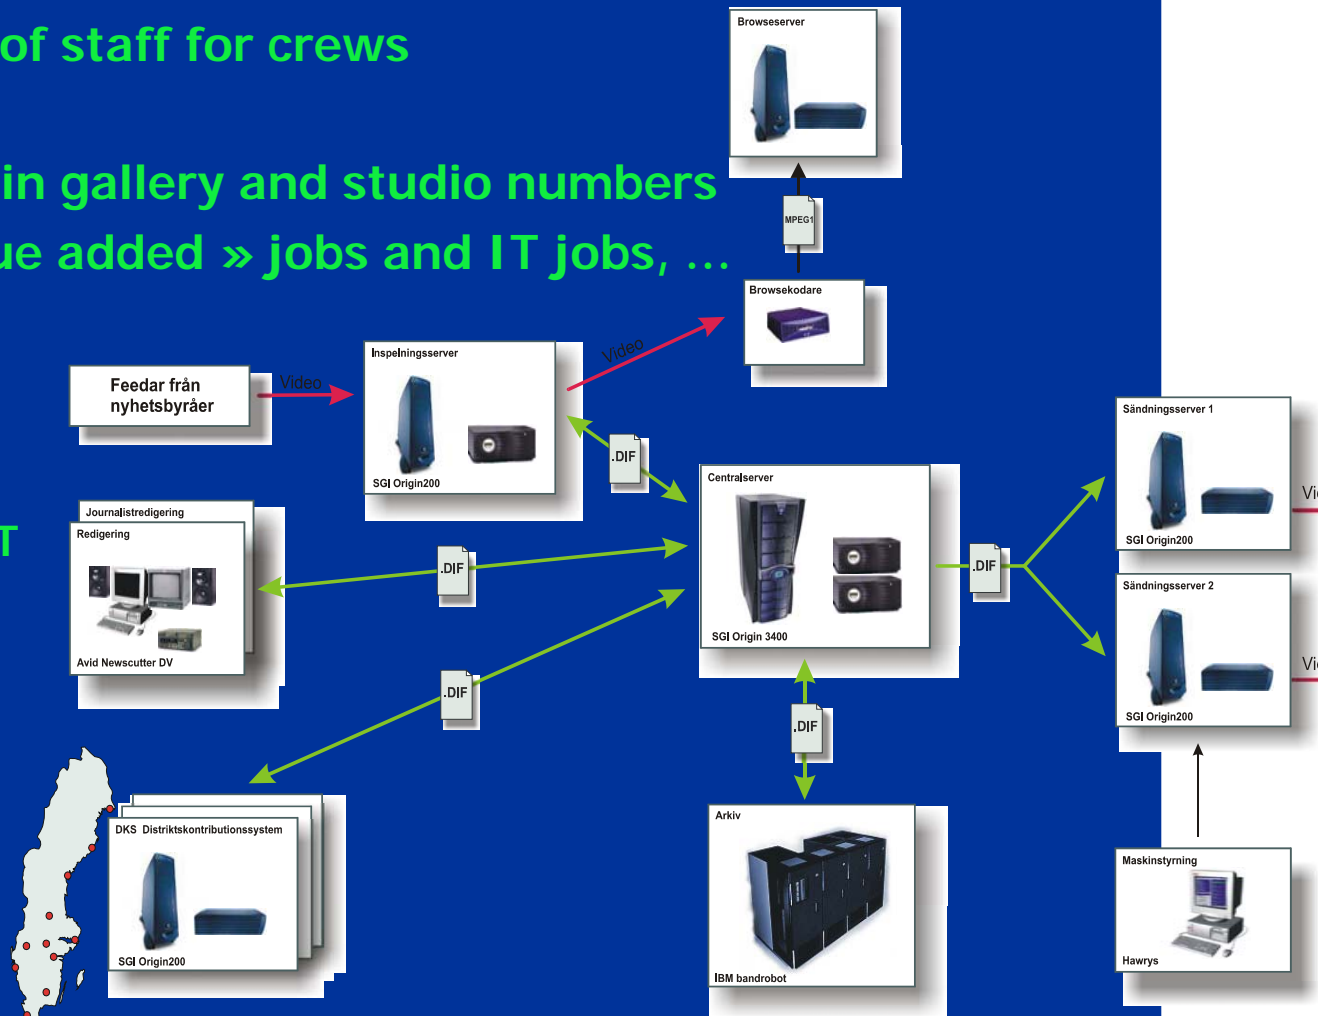 of staff for crews
in gallery and studio numbers
ue added » jobs and IT jobs, ...
T
Browseserver
MPEG1
Browsekodare
Video
Inspelningsserver
SGI Origin200
Feedar från
nyhetsbyråer
Video
.DIF
Journalistredigering
Redigering
Avid Newscutter DV
.DIF
Centralserver
SGI Origin 3400
.DIF
Sändningsserver 1
SGI Origin200
Vi
Sändningsserver 2
SGI Origin200
Vi
.DIF
.DIF
DKS Distriktskontributionssystem
SGI Origin200
Arkiv
IBM bandrobot
Maskinstyrning
Hawrys